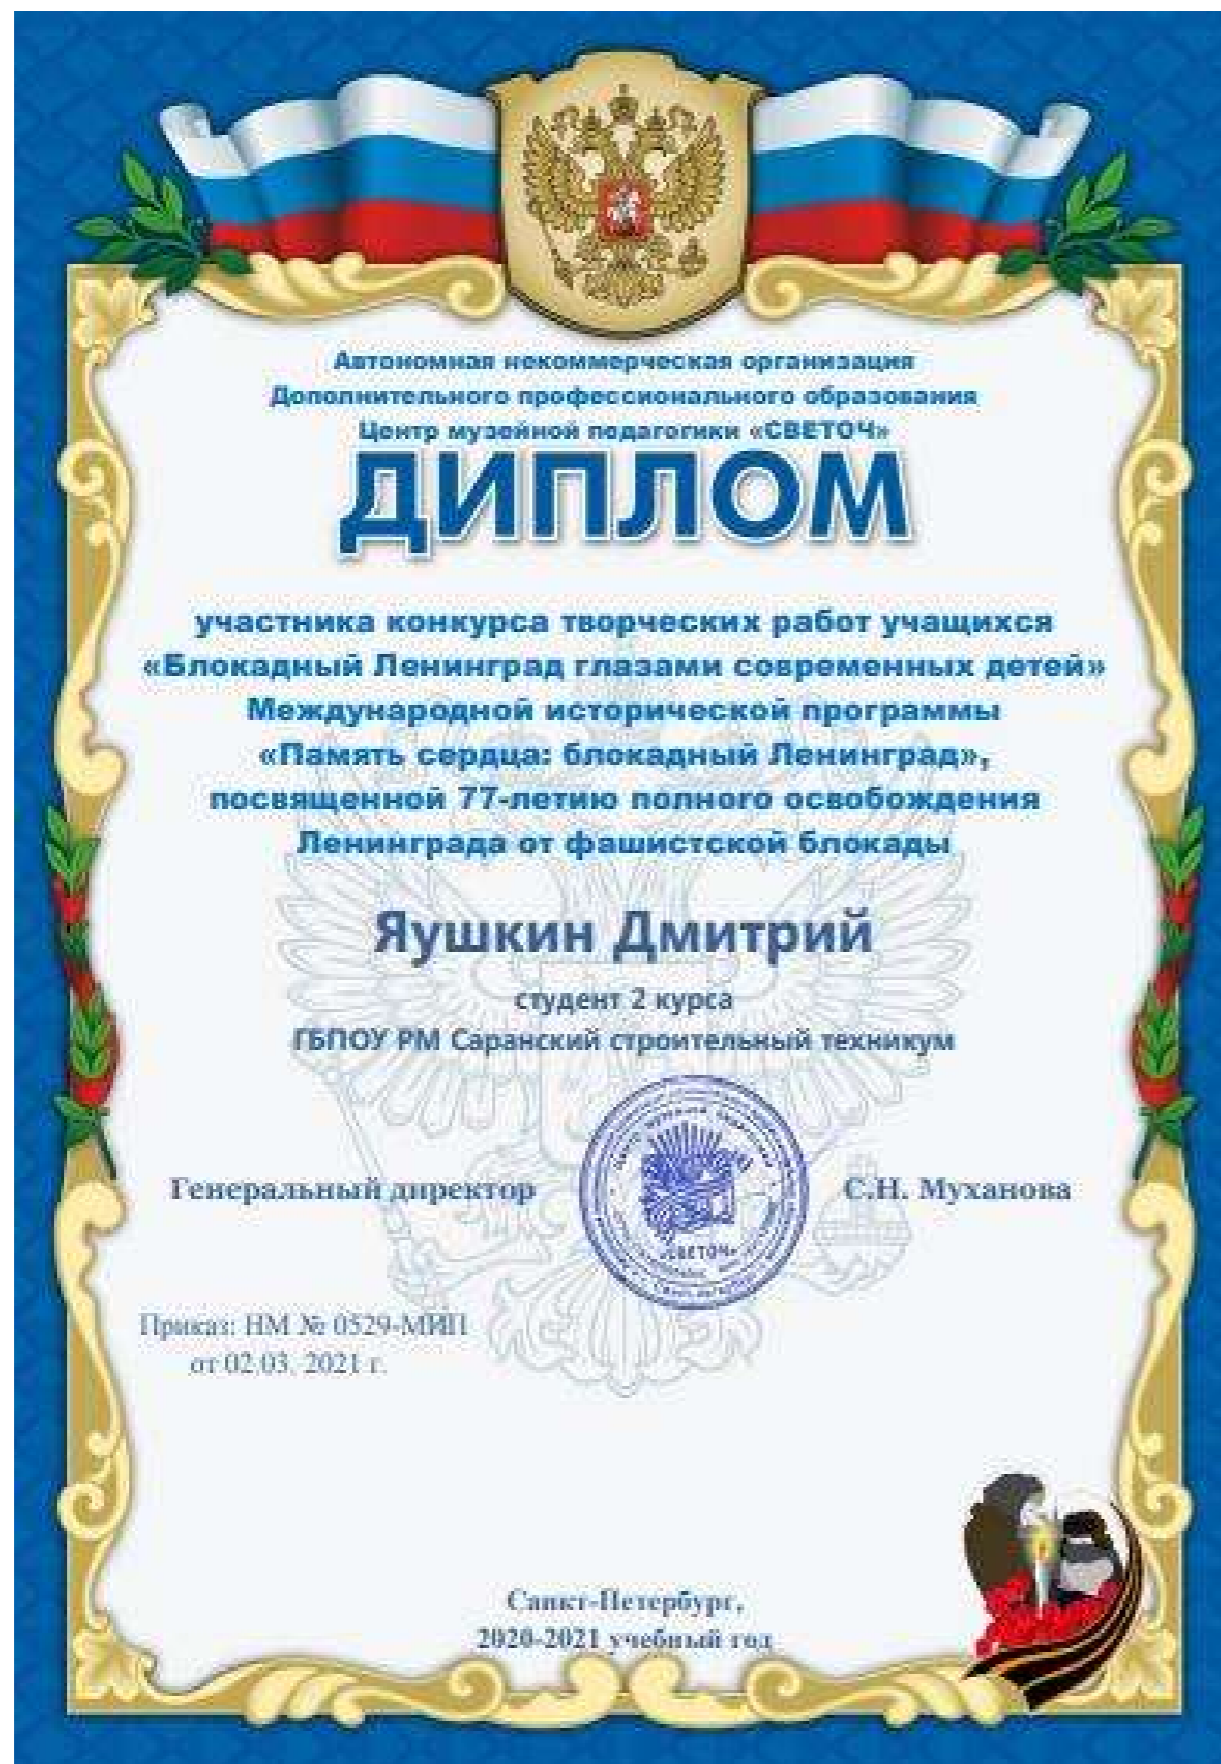 Автономная некоммерческая организация
Дополнительного профессионального образования
Центр музейной педагогики «СВЕТОЧ»
ДИПЛОМ
участника конкурса творческих работ учащихся
«Блокадный Ленинград глазами современных детей»
Международной исторической программы
«Память сердца: блокадный Ленинград»,
посвященной 77-летию полного освобождения
Ленинграда от фашистской блокады
Яушкин Дмитрий
студент 2 курса
ГБПОУ РМ Саранский строительный техникум
Генеральный директор
«СВЕТОЧ»
С.Н. Муханова
Приказ: НМ № 0529-МИП
от 02.03. 2021 г.
Санкт-Петербург,
2020-2021 учебный год